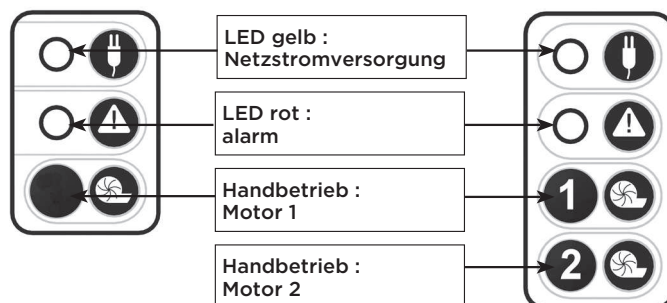 LED gelb :
Netzstromversorgung
LED rot :
alarm
Handbetrieb :
Motor 1
1
Handbetrieb :
Motor 2
2